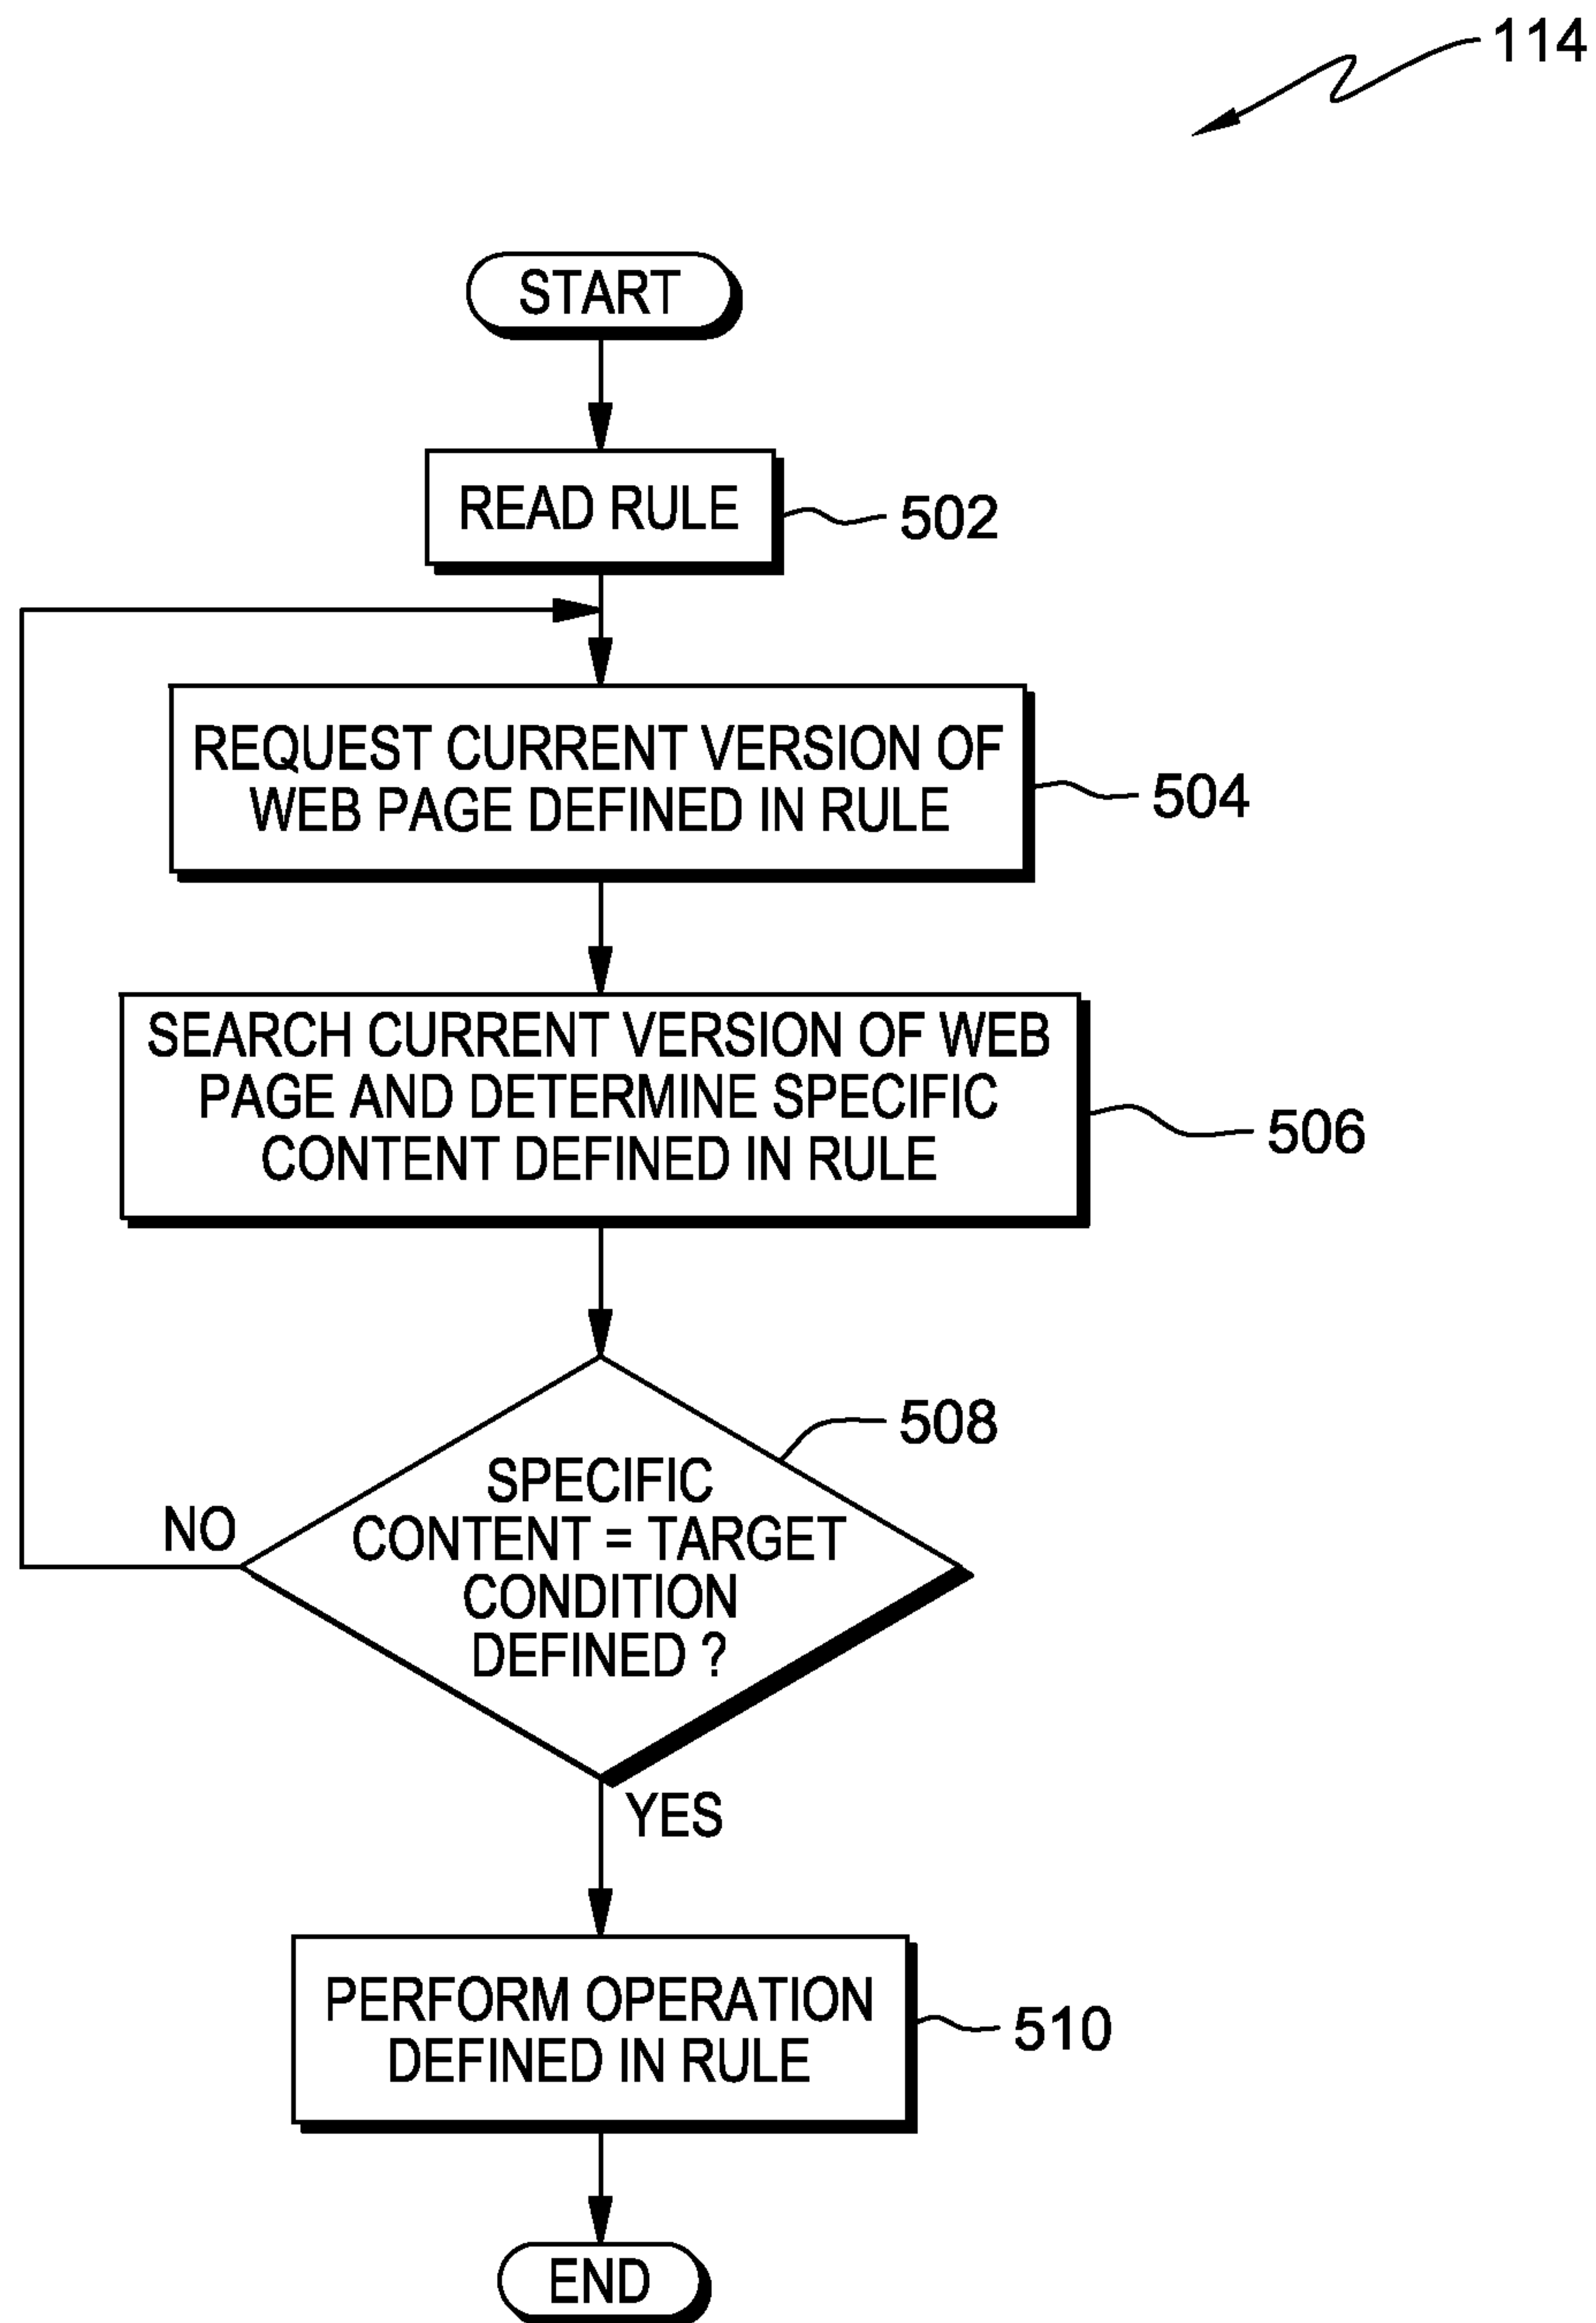 114
START
READ RULE
502
REQUEST CURRENT VERSION OF
WEB PAGE DEFINED IN RULE
504
SEARCH CURRENT VERSION OF WEB
PAGE AND DETERMINE SPECIFIC
CONTENT DEFINED IN RULE
506
508
SPECIFIC
CONTENT = TARGET
CONDITION
DEFINED ?
NO
YES
PERFORM OPERATION
DEFINED IN RULE
510
END